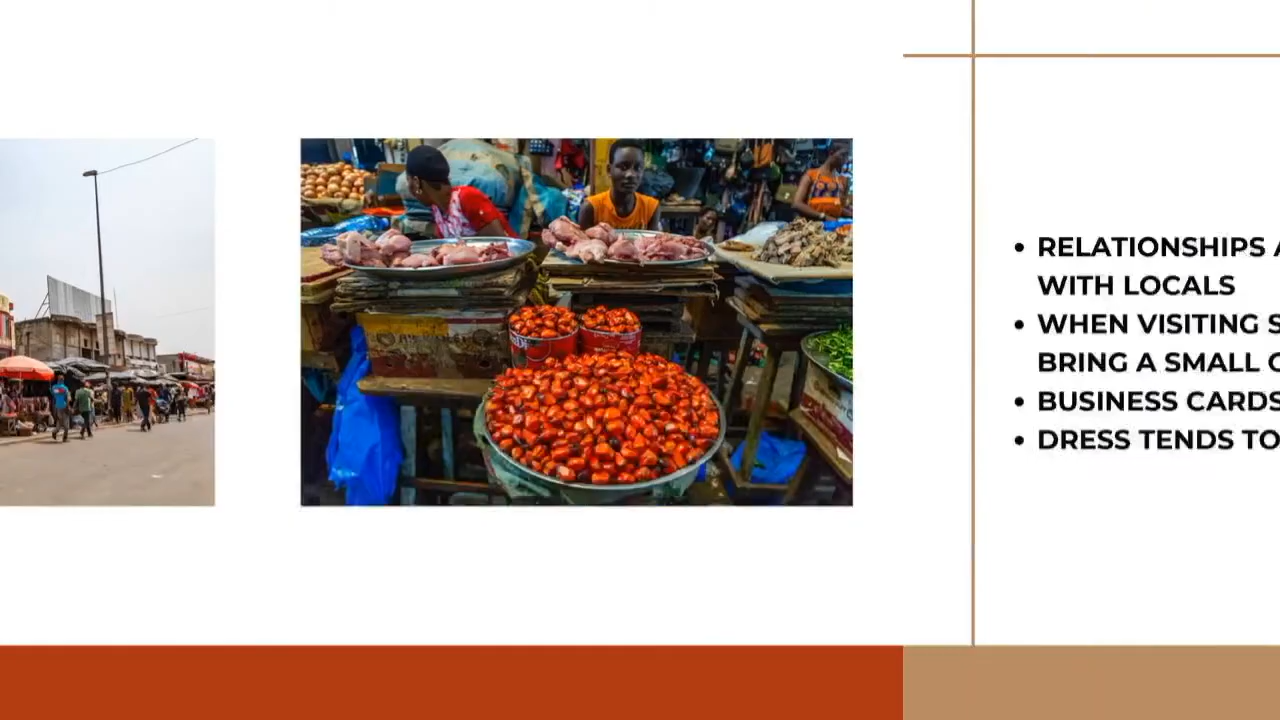 RELATIONSHIPS
WITH LOCALS
WHEN VISITING
BRING A SMALL
BUSINESS CARDS
DRESS TENDS TO